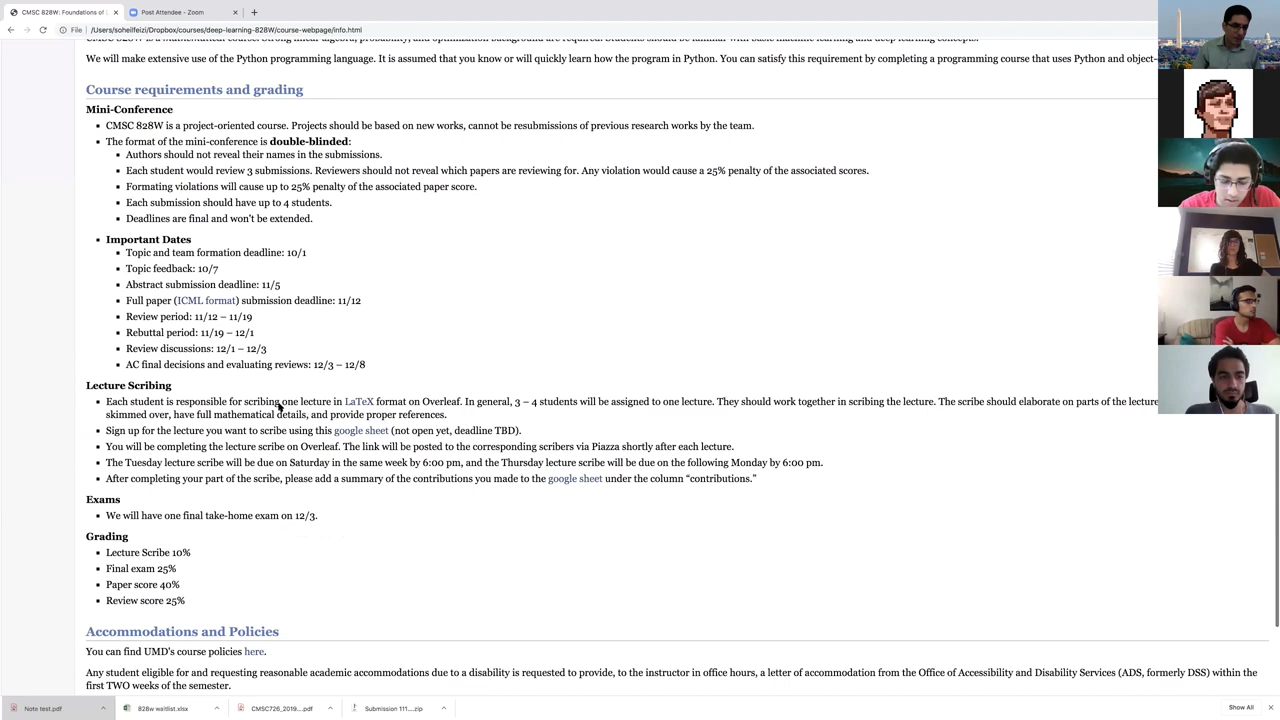 CMSC 828W: Foundations of
Post Attendee - Zoom
File
/Users/soheilfeizi/Dropbox/courses/deep-learning-828W/course-webpage/info.html
We will make extensive use of the Python programming language. It is assumed that you know or will quickly learn how the program in Python. You can satisfy this requirement by completing a programming course that uses Python and object-
Course requirements and grading
Mini-Conference
CMSC 828W is a project-oriented course. Projects should be based on new works, cannot be resubmissions of previous research works by the team.
The format of the mini-conference is double-blinded:
Authors should not reveal their names in the submissions.
Each student would review 3 submissions. Reviewers should not reveal which papers are reviewing for. Any violation would cause a 25% penalty of the associated scores.
Formating violations will cause up to 25% penalty of the associated paper score.
Each submission should have up to 4 students.
Deadlines are final and won't be extended.
Important Dates
Topic and team formation deadline: 10/1
Topic feedback: 10/7
Abstract submission deadline: 11/5
Full paper (ICML format) submission deadline: 11/12
Review period: 11/12 – 11/19
Rebuttal period: 11/19 – 12/1
Review discussions: 12/1 – 12/3
AC final decisions and evaluating reviews: 12/3 – 12/8
Lecture Scribing
Each student is responsible for scribing one lecture in LaTeX format on Overleaf. In general, 3 – 4 students will be assigned to one lecture. They should work together in scribing the lecture. The scribe should elaborate on parts of the lecture
skimmed over, have full mathematical details, and provide proper references.
Sign up for the lecture you want to scribe using this google sheet (not open yet, deadline TBD).
You will be completing the lecture scribe on Overleaf. The link will be posted to the corresponding scribers via Piazza shortly after each lecture.
The Tuesday lecture scribe will be due on Saturday in the same week by 6:00 pm, and the Thursday lecture scribe will be due on the following Monday by 6:00 pm.
After completing your part of the scribe, please add a summary of the contributions you made to the google sheet under the column “contributions.”
Exams
We will have one final take-home exam on 12/3.
Grading
Lecture Scribe 10%
Final exam 25%
Paper score 40%
Review score 25%
Accommodations and Policies
You can find UMD's course policies here.
Any student eligible for and requesting reasonable academic accommodations due to a disability is requested to provide, to the instructor in office hours, a letter of accommodation from the Office of Accessibility and Disability Services (ADS, formerly DSS) within the
first TWO weeks of the semester.
Note test.pdf
828w waitlist.xlsx
CMSC726_2019....pdf
Submission 111....zip
Show All